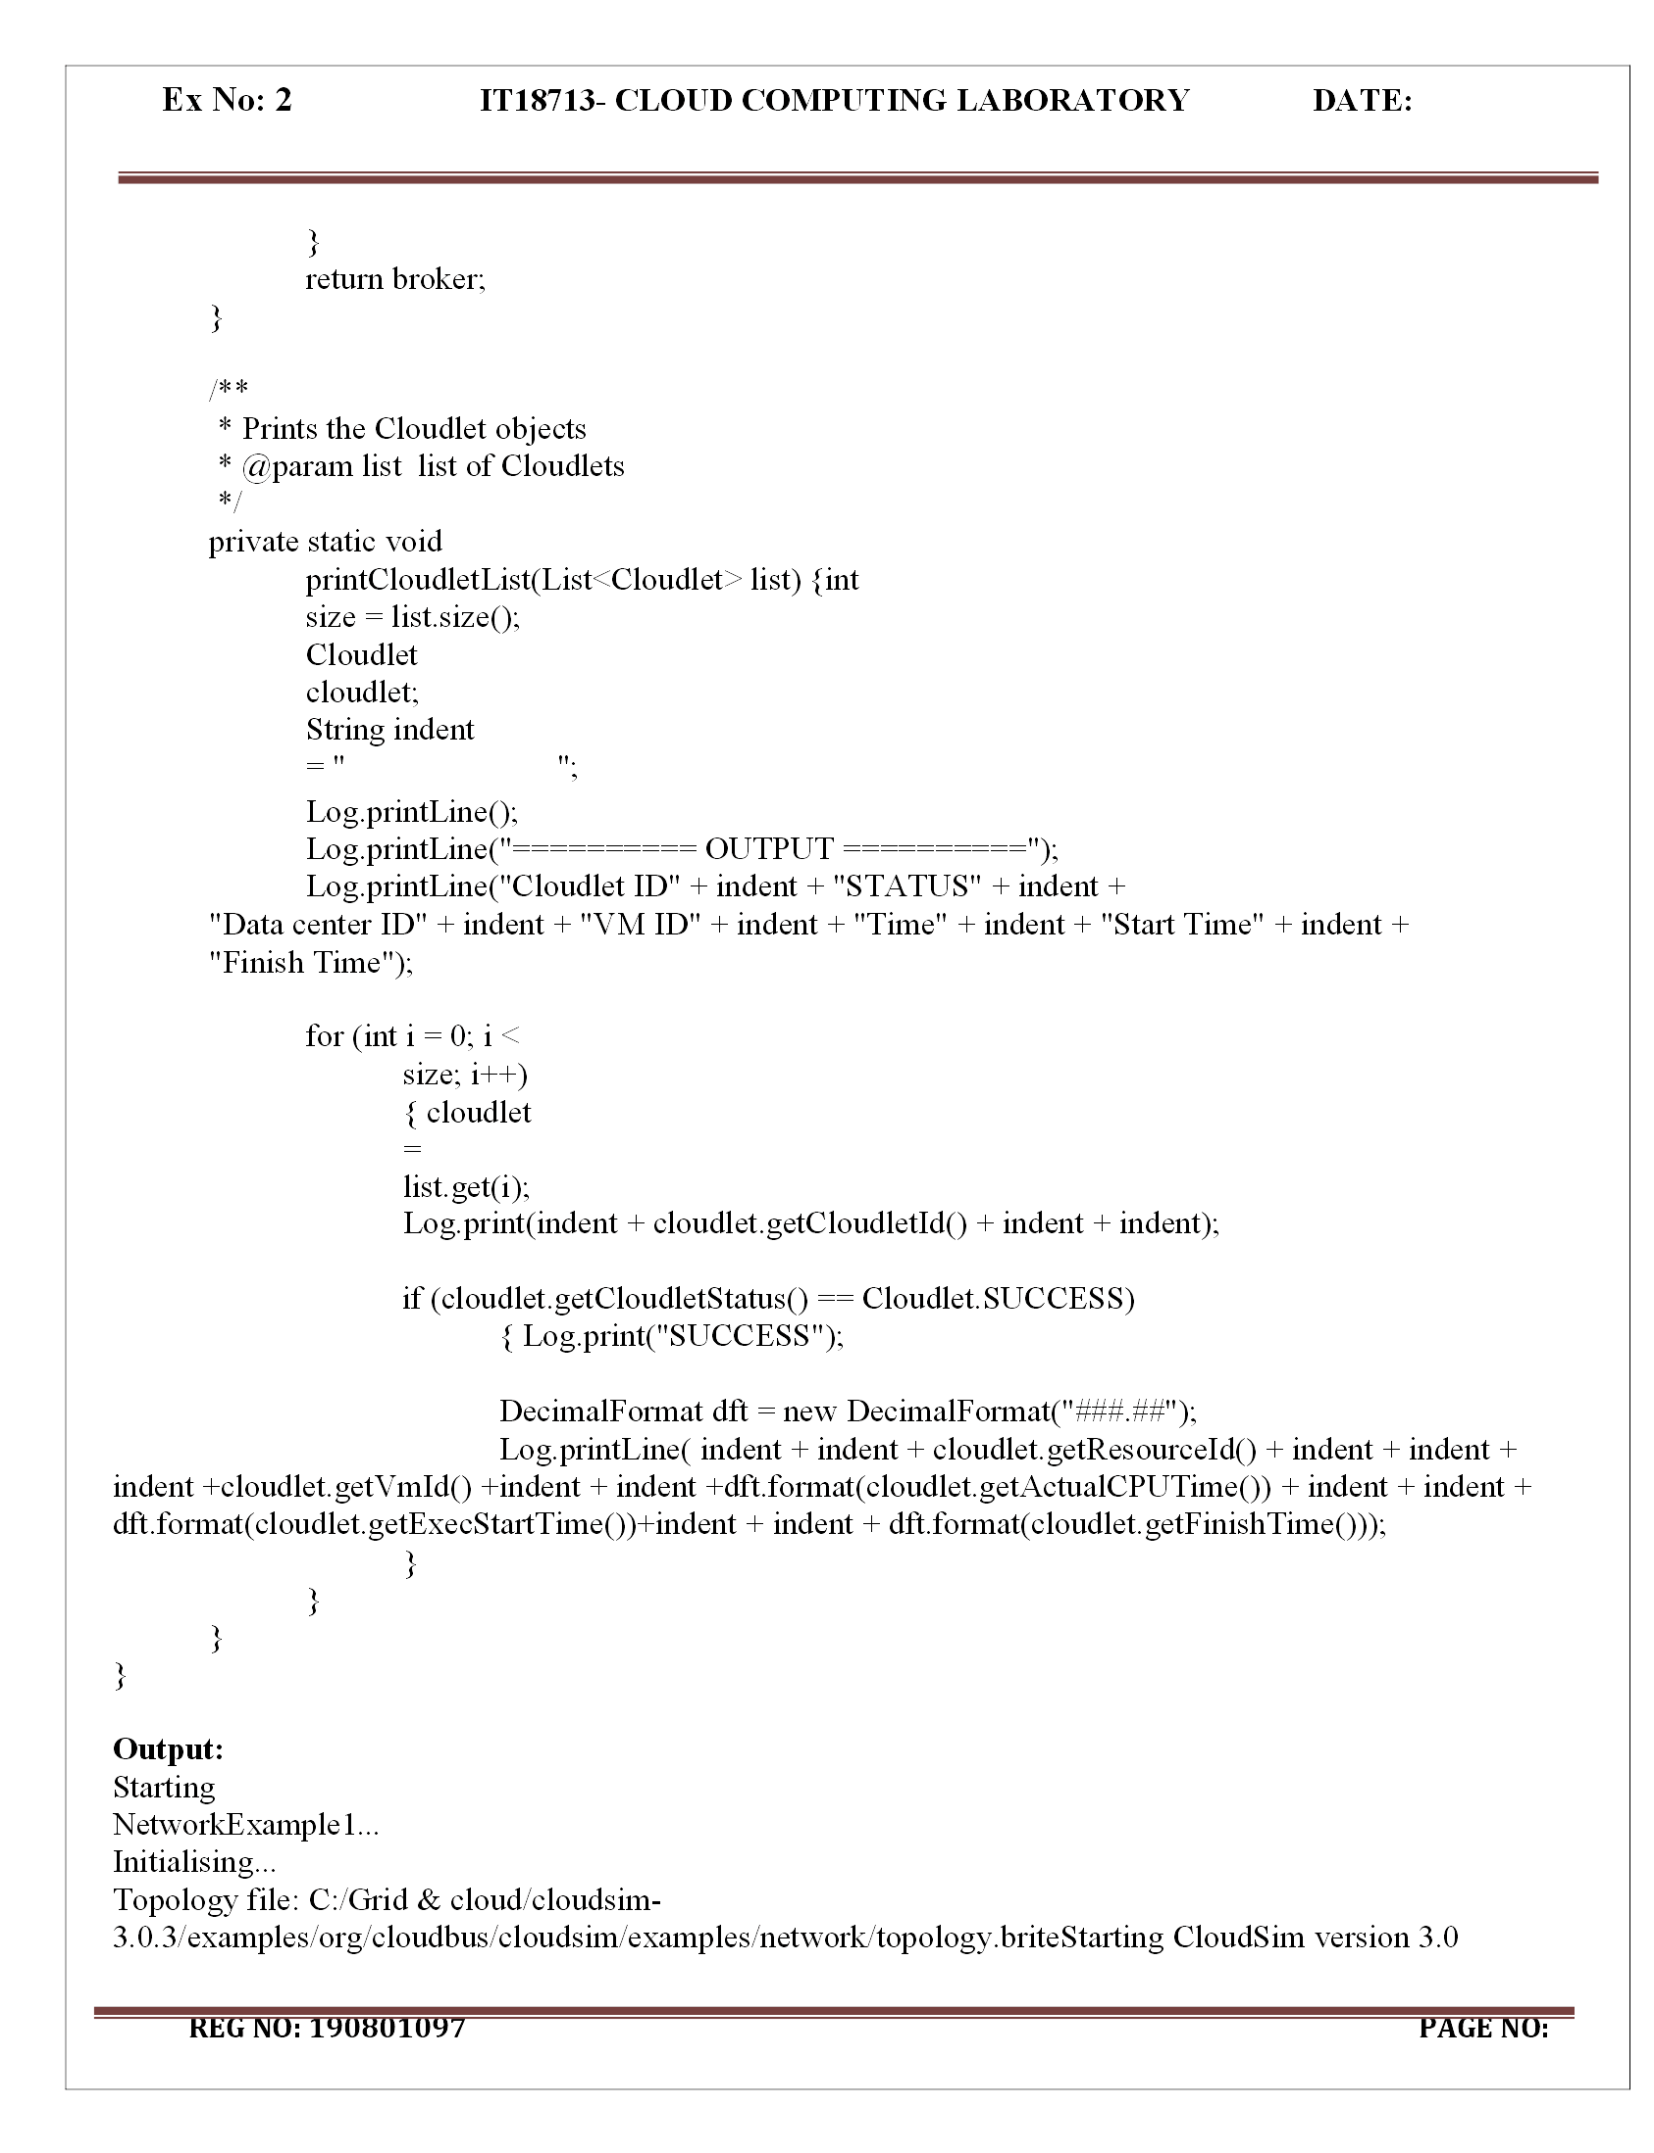 Ex No: 2 IT18713- CLOUD COMPUTING LABORATORY DATE:
}
return broker;
}
/**
* Prints the Cloudlet objects
* @param list  list of Cloudlets
*/
private static void
printCloudletList(List<Cloudlet> list) {int
size = list.size();
Cloudlet
cloudlet;
String indent
= "                    ";
Log.printLine();
Log.printLine("========== OUTPUT ==========");
Log.printLine("Cloudlet ID" + indent + "STATUS" + indent +
"Data center ID" + indent + "VM ID" + indent + "Time" + indent + "Start Time" + indent +
"Finish Time");
for (int i = 0; i <
size; i++)
{ cloudlet
=
list.get(i);
Log.print(indent + cloudlet.getCloudletId() + indent + indent);
if (cloudlet.getCloudletStatus() == Cloudlet.SUCCESS)
{ Log.print("SUCCESS");
DecimalFormat dft = new DecimalFormat("###.##");
Log.printLine( indent + indent + cloudlet.getResourceId() + indent + indent +
indent +cloudlet.getVmId() +indent + indent +dft.format(cloudlet.getActualCPUTime()) + indent + indent +
dft.format(cloudlet.getExecStartTime())+indent + indent + dft.format(cloudlet.getFinishTime()));
}
}
}
}
Output:
Starting
NetworkExample1...
Initialising...
Topology file: C:/Grid & cloud/cloudsim-
3.0.3/examples/org/cloudbus/cloudsim/examples/network/topology.briteStarting CloudSim version 3.0
REG NO: 190801097 PAGE NO: